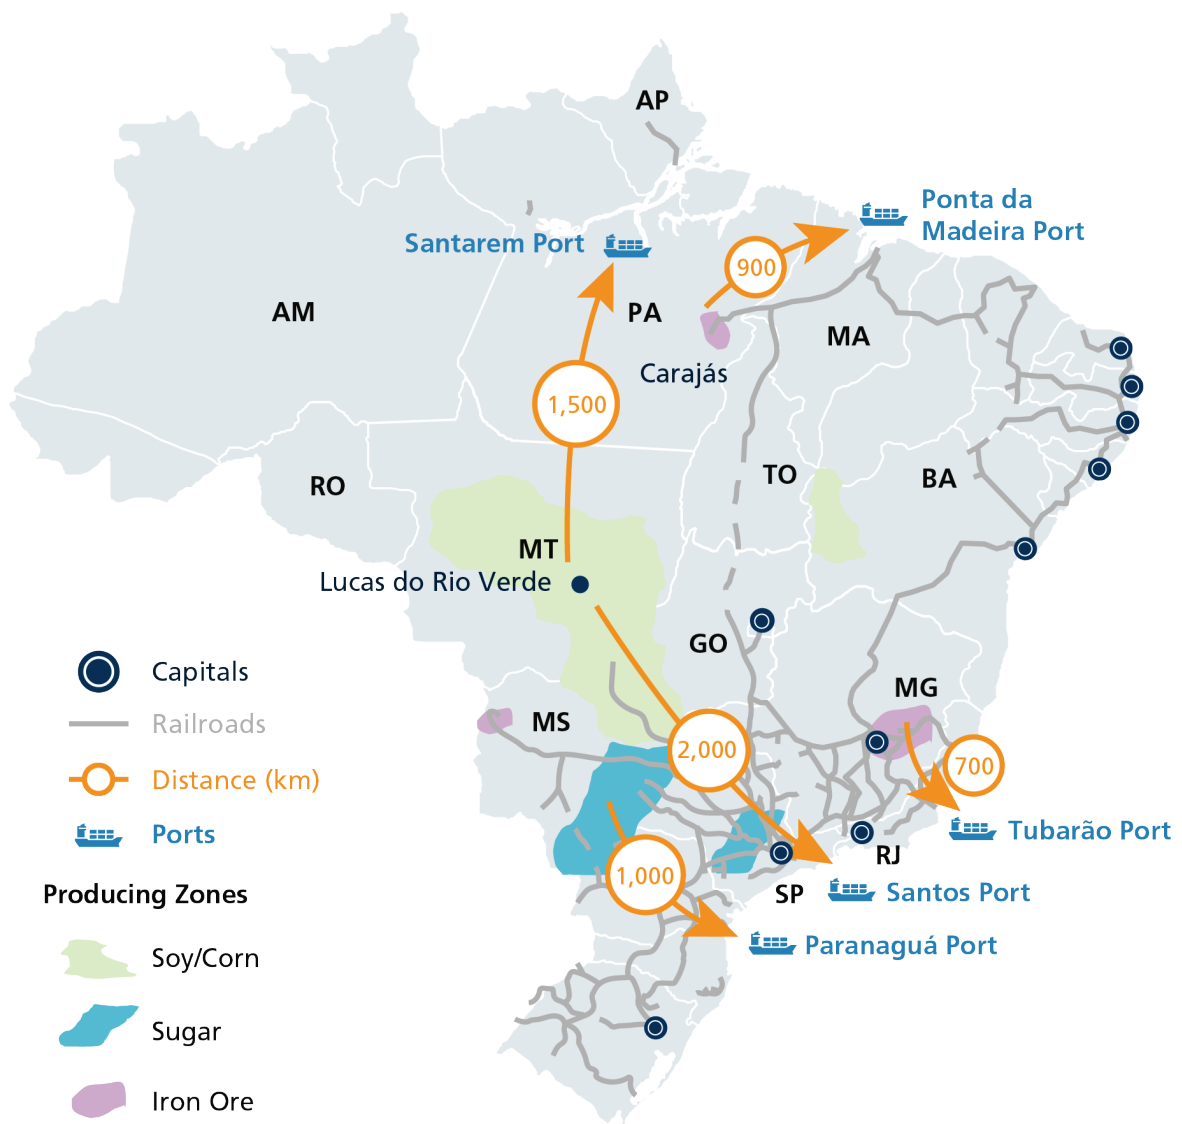 AP
Ponta da
Madeira Port
Santarem Port
900
AM
PA
MA
Carajás
1,500
RO
TO
BA
MT
Lucas do Rio Verde
GO
MG
MS
2,000
700
Tubarão Port
RJ
1,000
SP
Santos Port
Paranaguá Port
Capitals
Railroads
Distance (km)
Ports
Producing Zones
Soy/Corn
Sugar
Iron Ore